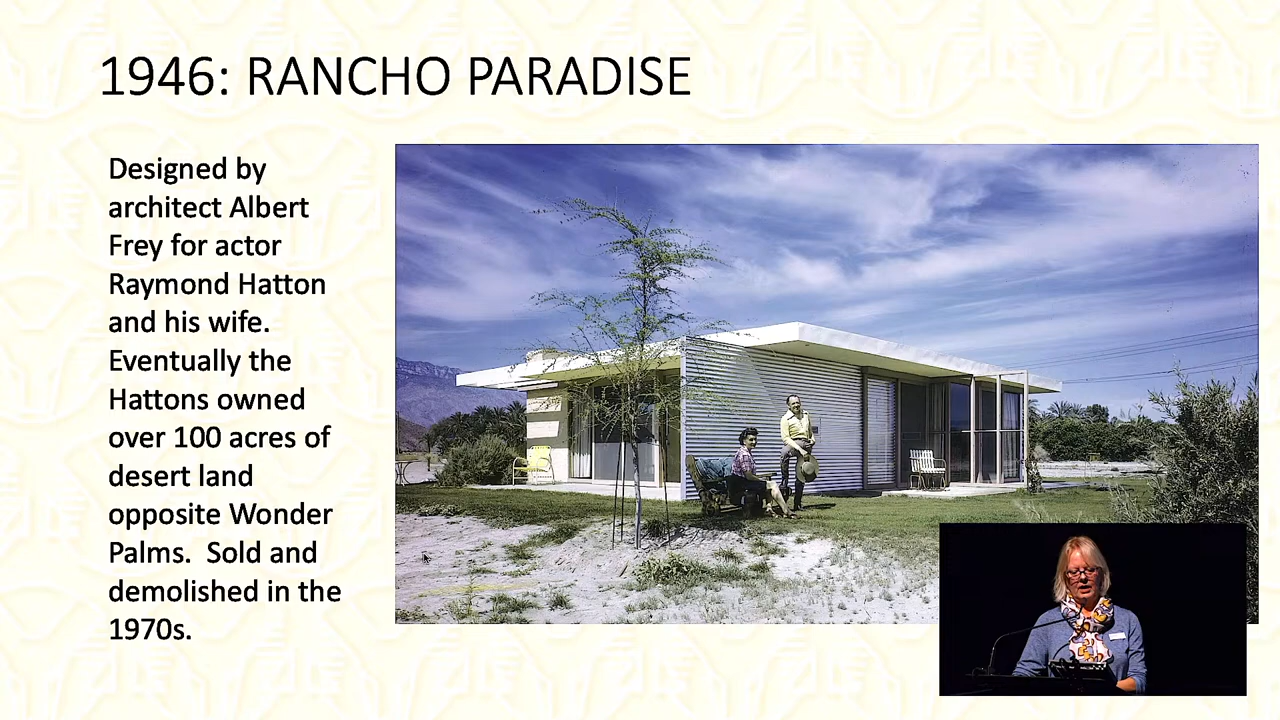 1946: RANCHO PARADISE
Designed by
architect Albert
Frey for actor
Raymond Hatton
and his wife.
Eventually the
Hattons owned
over 100 acres of
desert land
opposite Wonder
Palms.  Sold and
demolished in the
1970s.